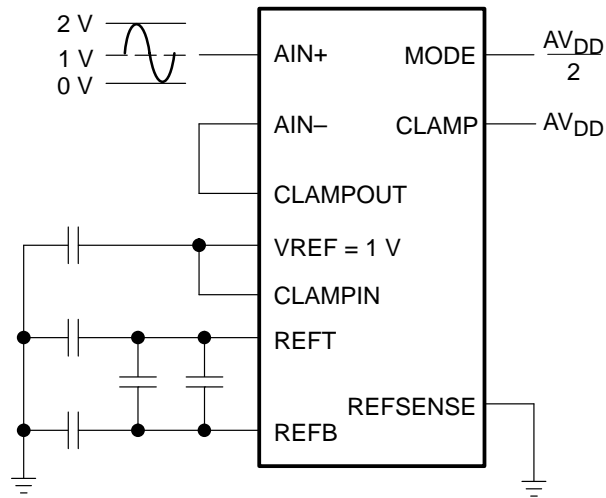 2 V
1 V
0 V
AIN+
MODE
AVDD
2
AIN–
CLAMP
AVDD
CLAMPOUT
VREF = 1 V
CLAMPIN
REFT
REFSENSE
REFB